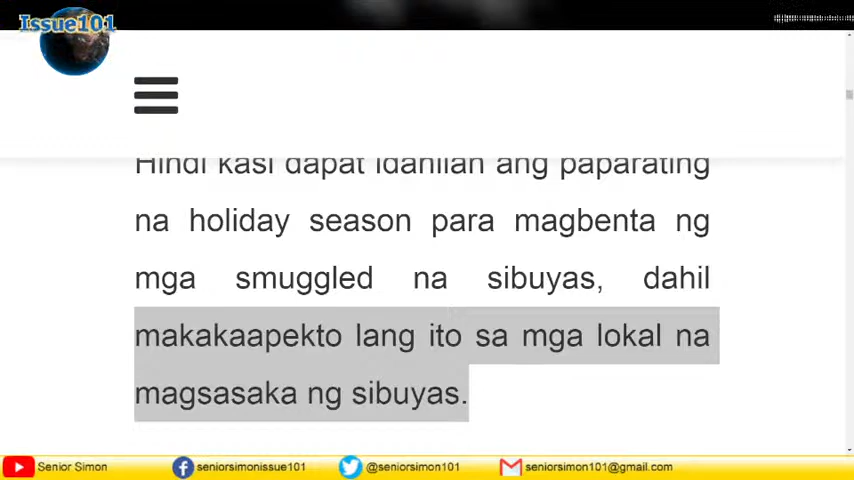 Issue101
Hindi kasi dapat idahilan ang paparating
na holiday season para magbenta ng
mga smuggled na sibuyas, dahil
makakaapekto lang ito sa mga lokal na
magsasaka ng sibuyas.
Senior Simon seniorsimonissue101 @seniorsimon101 seniorsimon101@gmail.com